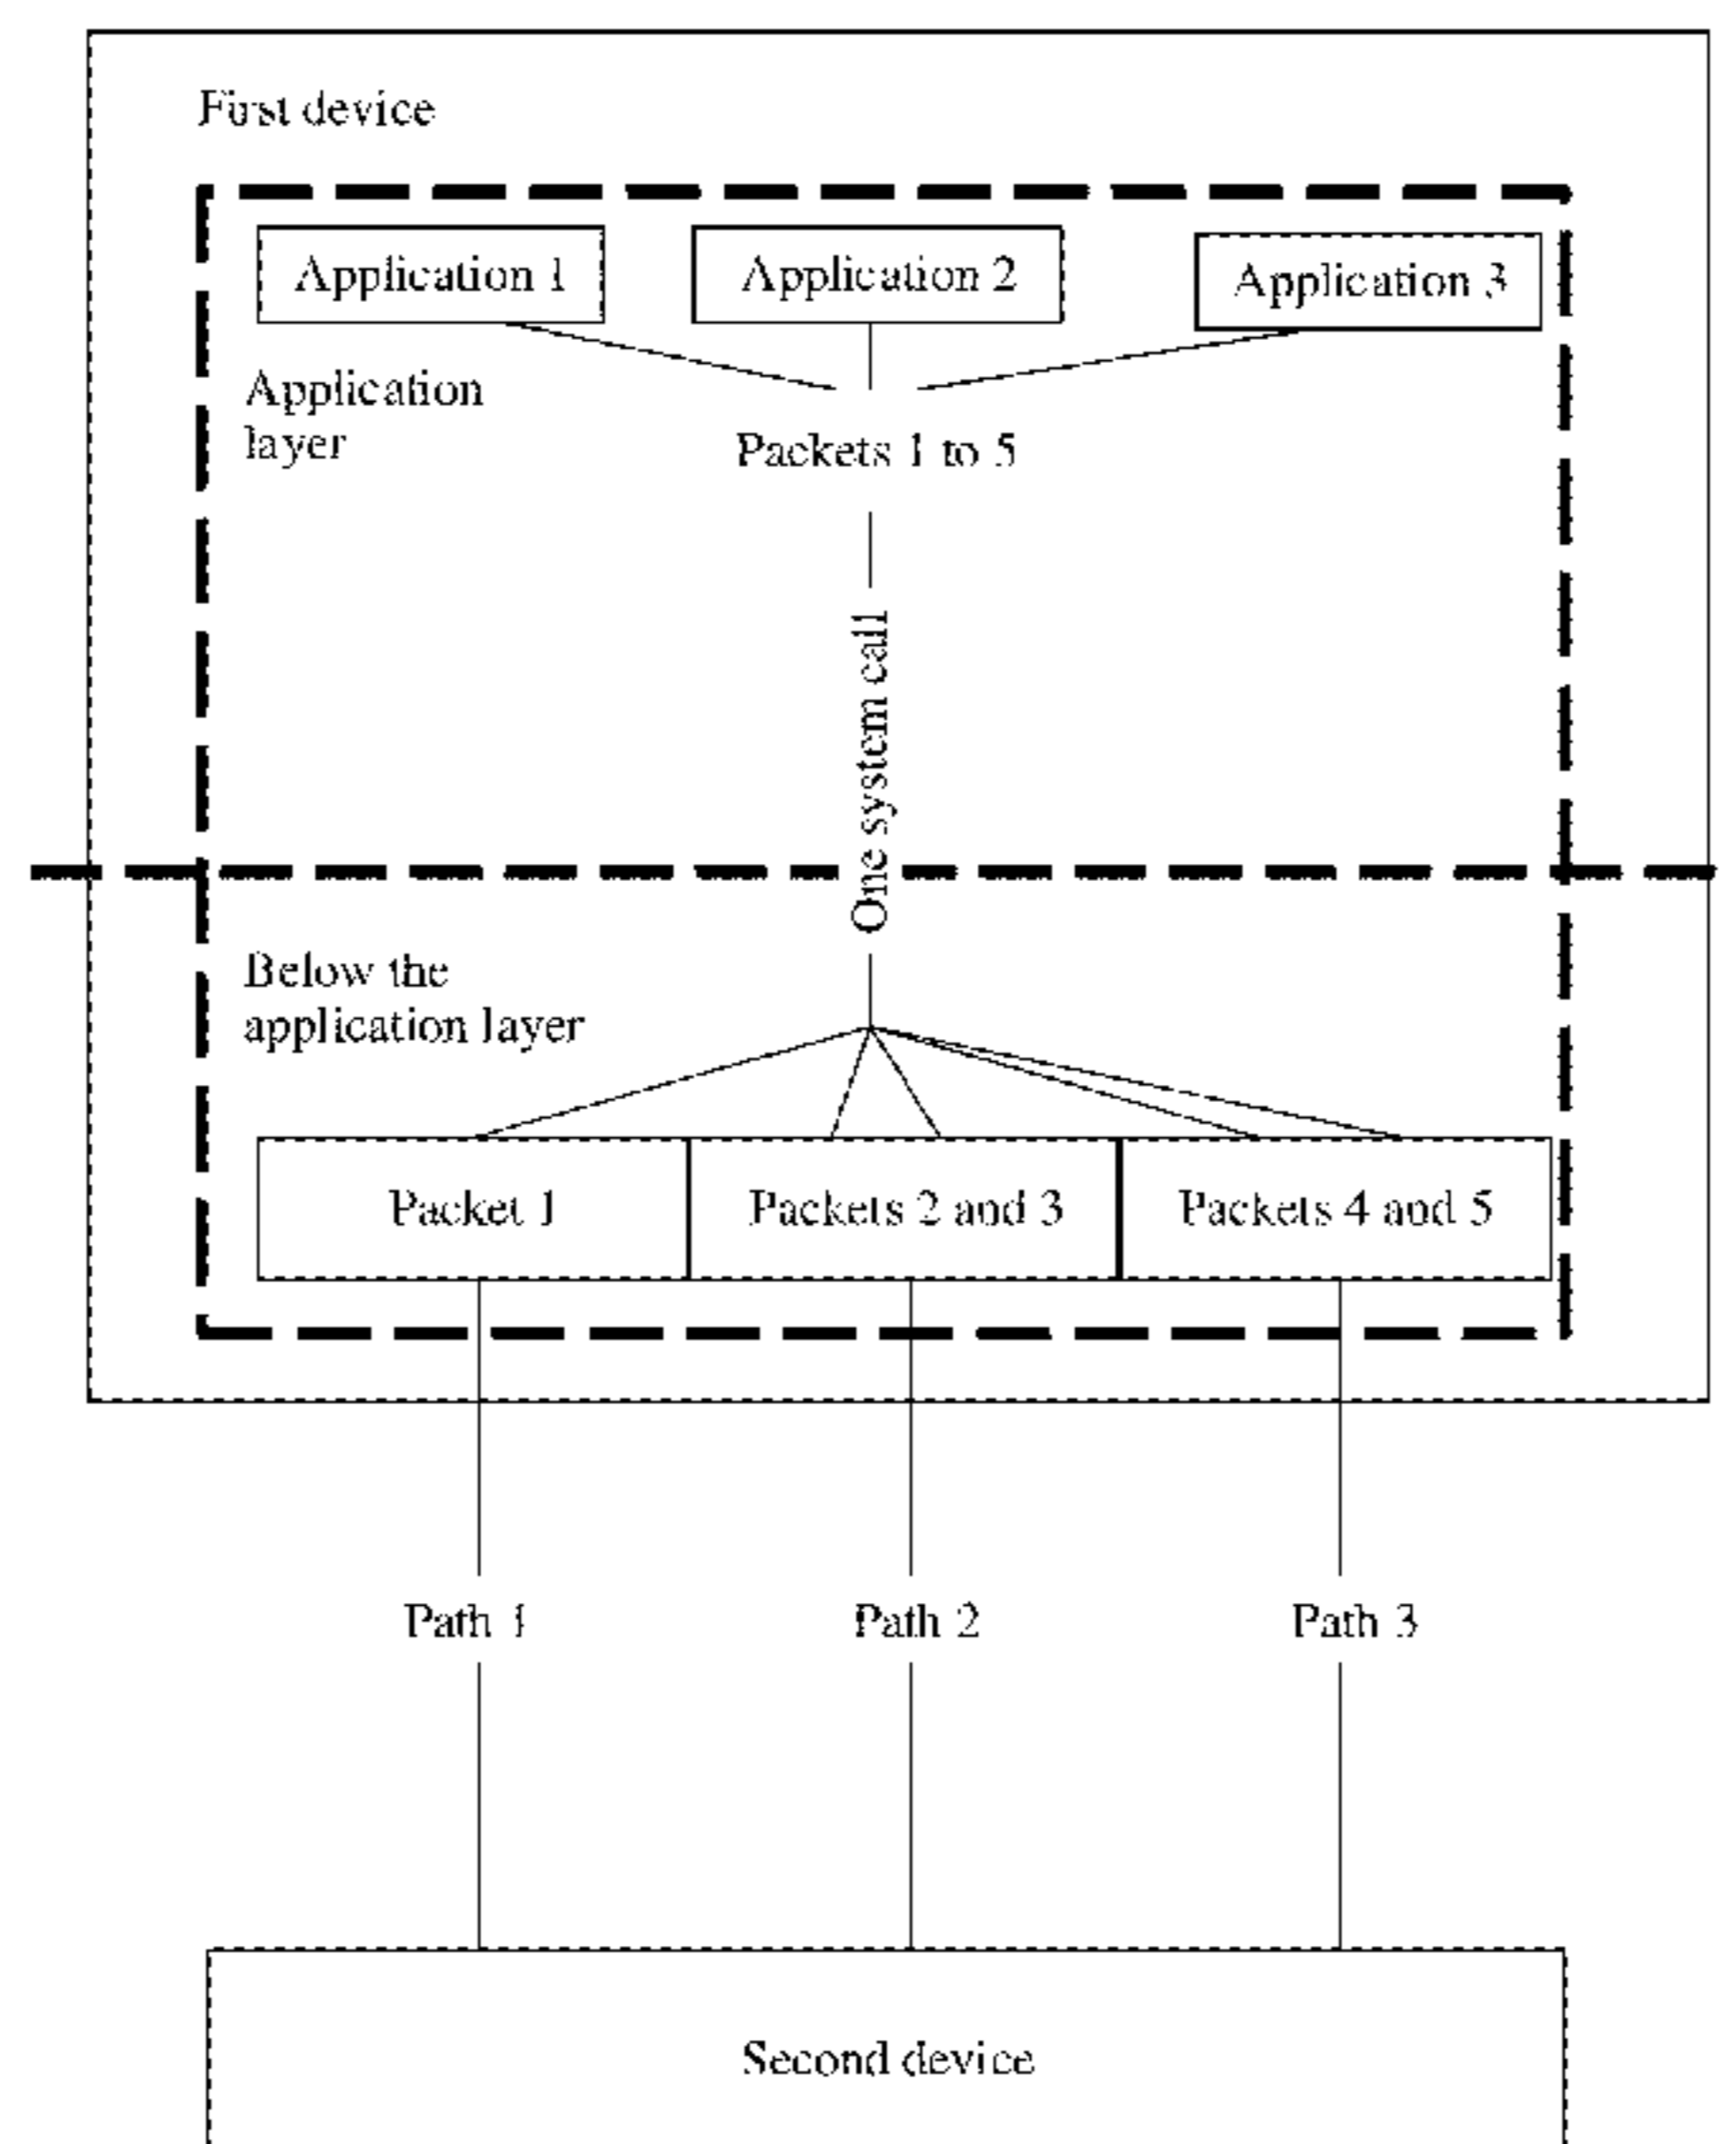 First device
Application 1
Application 2
Application 3
Application
layer
Packets 1 to 5
One system call
Below the
application layer
Packet 1
Packets 2 and 3
Packets 4 and 5
Path 1
Path 2
Path 3
Second device